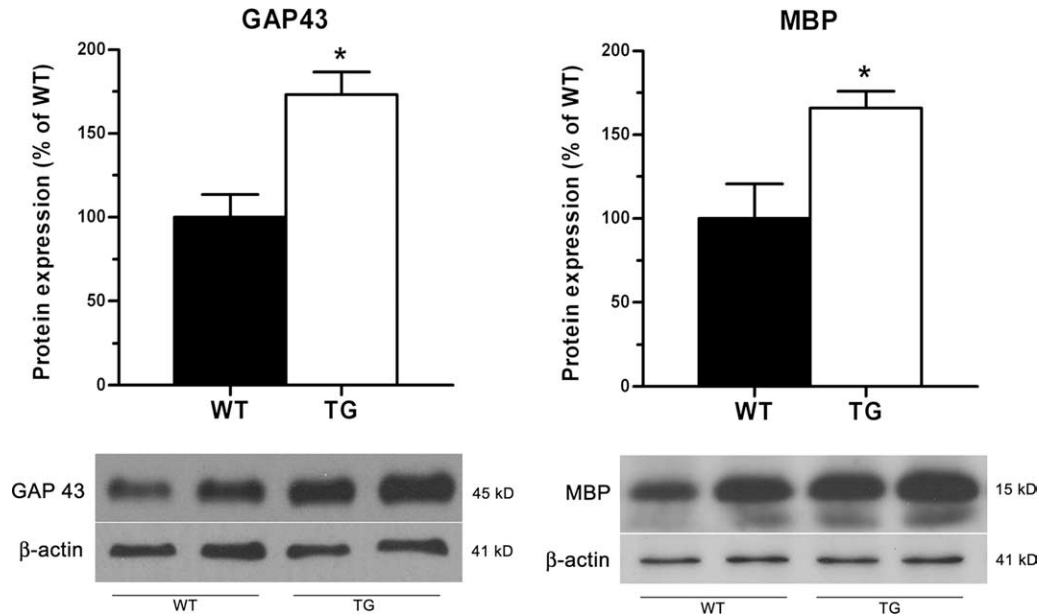 GAP43
Protein expression (% of WT)
200
150
100
50
0
*
WT TG
GAP 43 45 kD
β-actin 41 kD
WT TG
MBP
Protein expression (% of WT)
200
150
100
50
0
*
WT TG
MBP 15 kD
β-actin 41 kD
WT TG